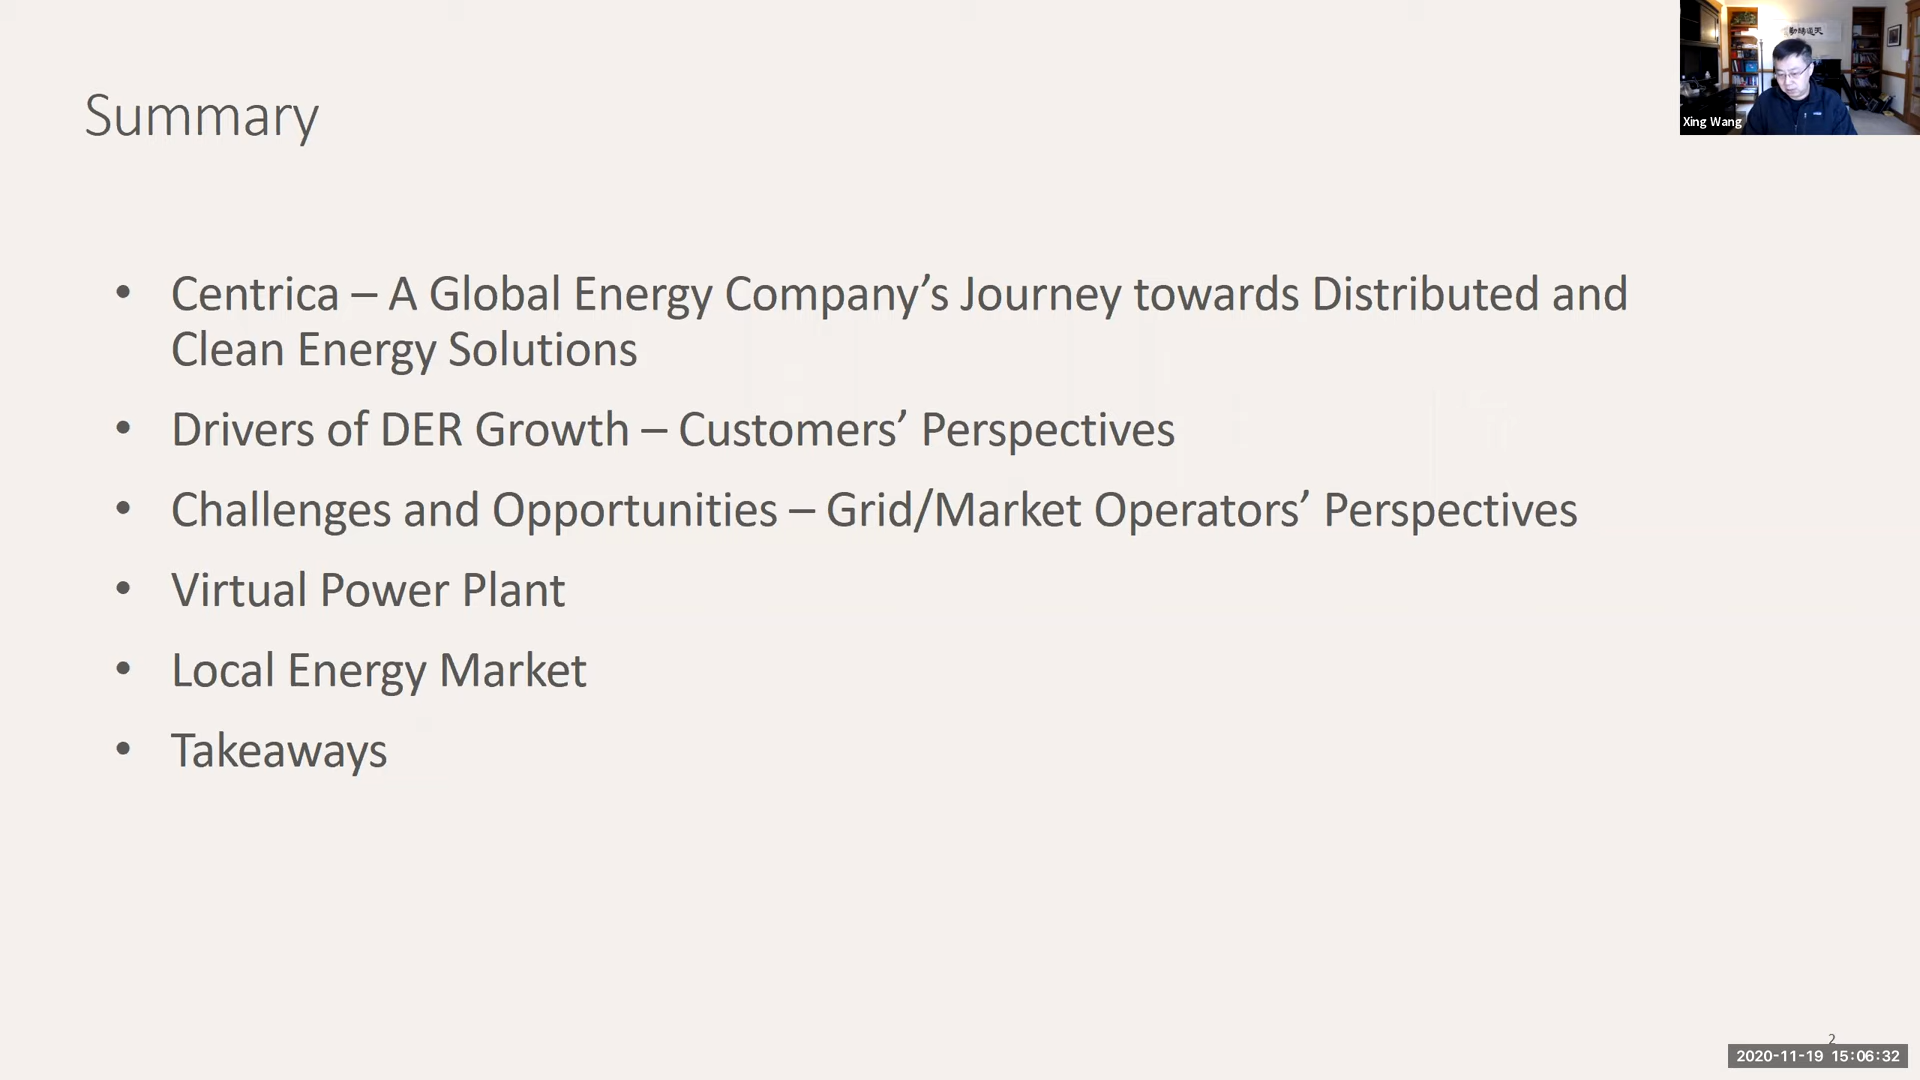 Summary
• Centrica – A Global Energy Company’s Journey towards Distributed and
Clean Energy Solutions
• Drivers of DER Growth – Customers’ Perspectives
• Challenges and Opportunities – Grid/Market Operators’ Perspectives
• Virtual Power Plant
• Local Energy Market
• Takeaways
Xing Wang
2
2020-11-19 15:06:32